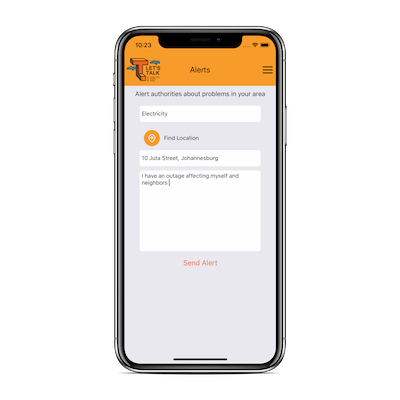 10:23
LET'S
TALK
Alerts
Alert authorities about problems in your area
Electricity
Find Location
10 Juta Street, Johannesburg
I have an outage affecting myself and
neighbors
Send Alert